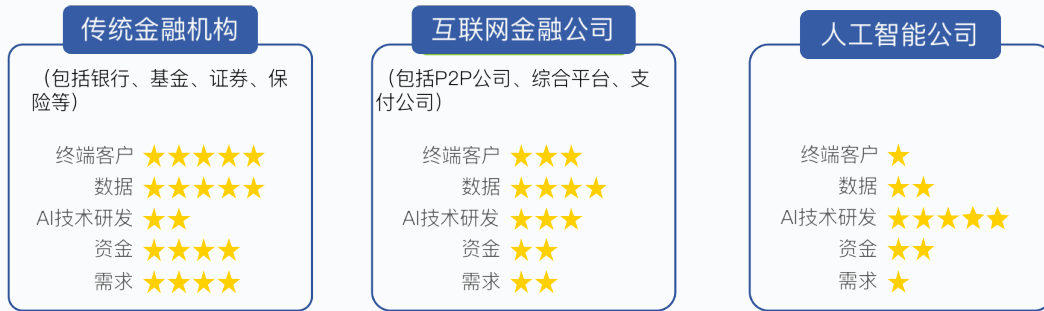 传统金融机构
（包括银行、基金、证券、保
险等）
终端客户
数据
AI技术研发
资金
需求
互联网金融公司
（包括P2P公司、综合平台、支
付公司）
终端客户
数据
AI技术研发
资金
需求
人工智能公司
终端客户
数据
AI技术研发
资金
需求